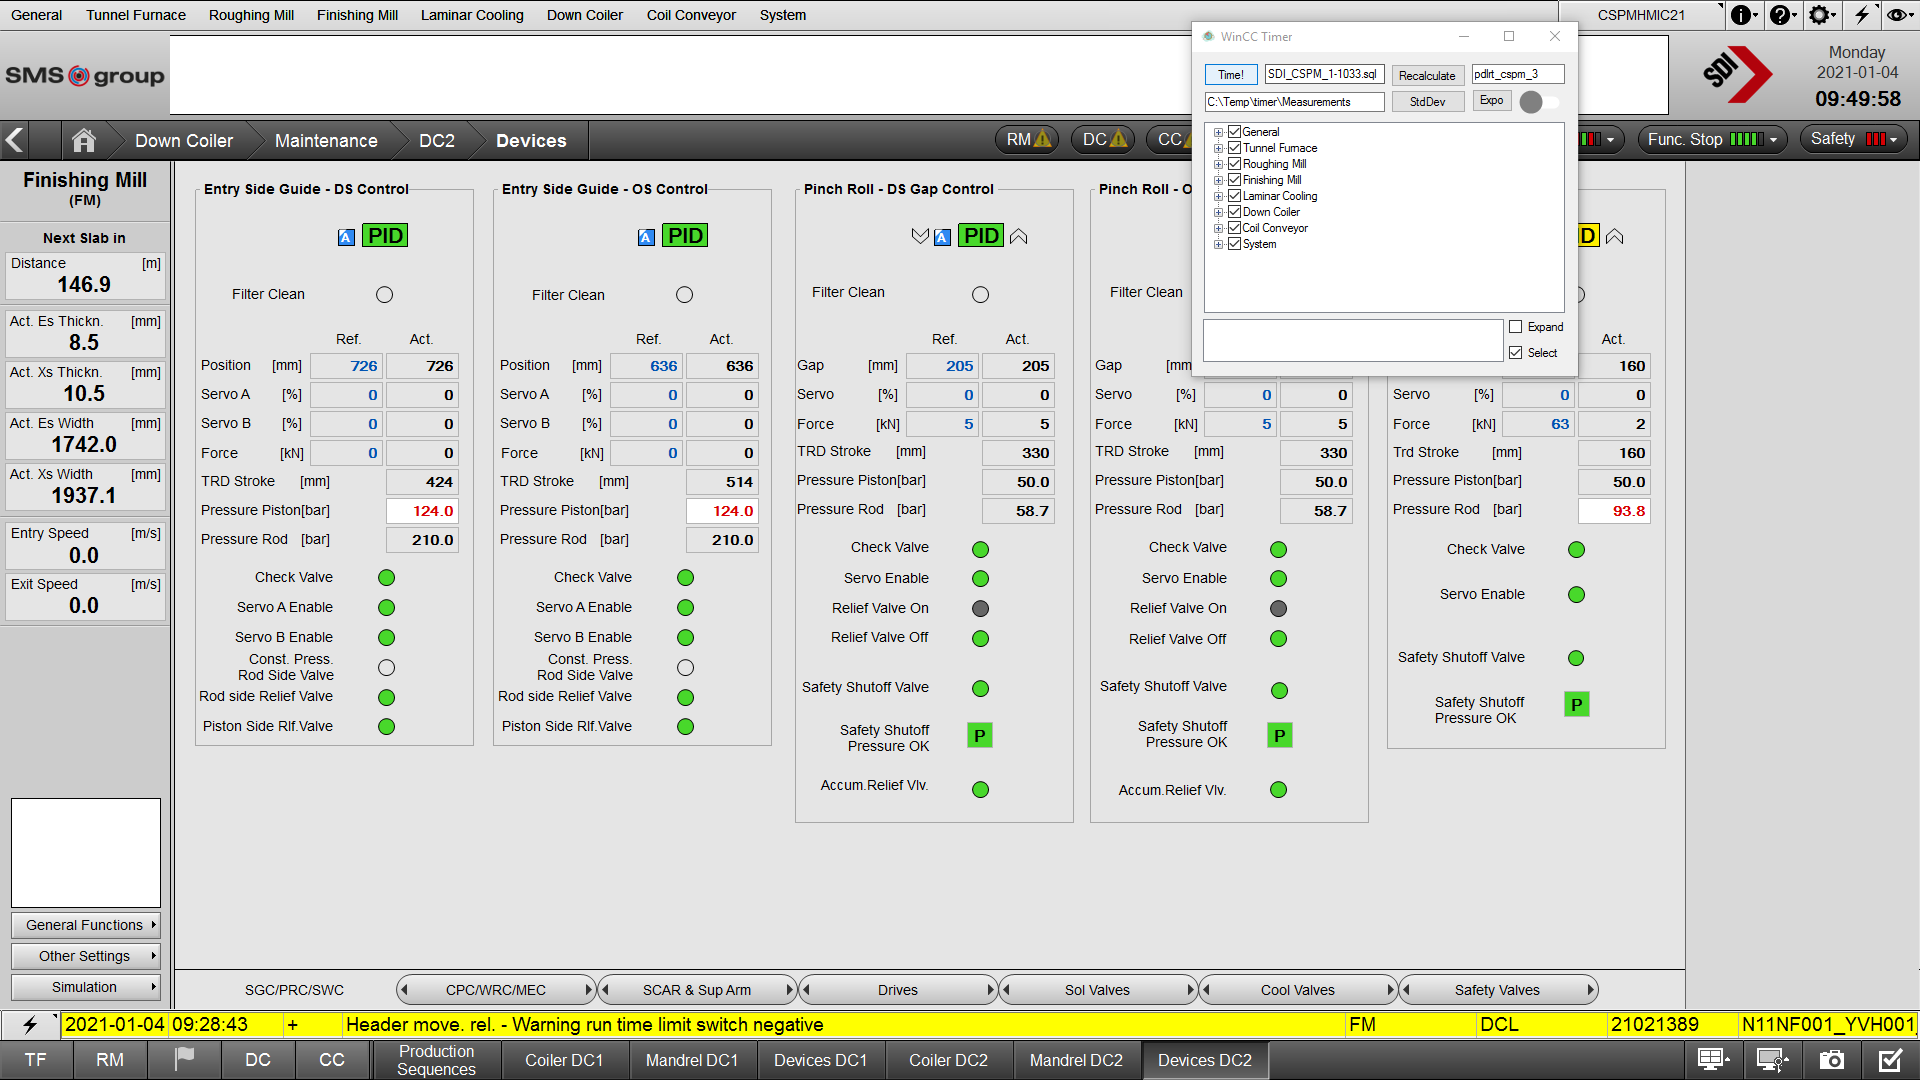 General Tunnel Furnace Roughing Mill Finishing Mill Laminar Cooling Down Coiler Coil Conveyor System CSPMHMIC21
SMS group
SDI
Monday
2021-01-04
09:49:58
WinCC Timer
Time! SDI_CSPM_1-1033.sql Recalculate pdlrt_cspm_3
C:\Temp\timer\Measurements StdDev Expo
General
Tunnel Furnace
Roughing Mill
Finishing Mill
Laminar Cooling
Down Coiler
Coil Conveyor
System
Expand
Select
Down Coiler Maintenance DC2 Devices RM DC CC Func. Stop Safety
Finishing Mill
(FM)
Next Slab in
Distance [m]
146.9
Act. Es Thickn. [mm]
8.5
Act. Xs Thickn. [mm]
10.5
Act. Es Width [mm]
1742.0
Act. Xs Width [mm]
1937.1
Entry Speed [m/s]
0.0
Exit Speed [m/s]
0.0
General Functions
Other Settings
Simulation
Entry Side Guide - DS Control
A PID
Filter Clean
Ref. Act.
Position [mm] 726 726
Servo A [%] 0 0
Servo B [%] 0 0
Force [kN] 0 0
TRD Stroke [mm] 424
Pressure Piston[bar] 124.0
Pressure Rod [bar] 210.0
Check Valve
Servo A Enable
Servo B Enable
Const. Press.
Rod Side Valve
Rod side Relief Valve
Piston Side Rlf.Valve
Entry Side Guide - OS Control
A PID
Filter Clean
Ref. Act.
Position [mm] 636 636
Servo A [%] 0 0
Servo B [%] 0 0
Force [kN] 0 0
TRD Stroke [mm] 514
Pressure Piston[bar] 124.0
Pressure Rod [bar] 210.0
Check Valve
Servo A Enable
Servo B Enable
Const. Press.
Rod Side Valve
Rod side Relief Valve
Piston Side Rlf.Valve
Pinch Roll - DS Gap Control
A PID
Filter Clean
Ref. Act.
Gap [mm] 205 205
Servo [%] 0 0
Force [kN] 5 5
TRD Stroke [mm] 330
Pressure Piston[bar] 50.0
Pressure Rod [bar] 58.7
Check Valve
Servo Enable
Relief Valve On
Relief Valve Off
Safety Shutoff Valve
Safety Shutoff
Pressure OK P
Accum.Relief Vlv.
Pinch Roll - O
Filter Clean
Gap [mm
Servo [%] 0 0
Force [kN] 5 5
TRD Stroke [mm] 330
Pressure Piston[bar] 50.0
Pressure Rod [bar] 58.7
Check Valve
Servo Enable
Relief Valve On
Relief Valve Off
Safety Shutoff Valve
Safety Shutoff
Pressure OK P
Accum.Relief Vlv.
ID
Act.
160
Servo [%] 0 0
Force [kN] 63 2
Trd Stroke [mm] 160
Pressure Piston[bar] 50.0
Pressure Rod [bar] 93.8
Check Valve
Servo Enable
Safety Shutoff Valve
Safety Shutoff
Pressure OK P
SGC/PRC/SWC CPC/WRC/MEC SCAR & Sup Arm Drives Sol Valves Cool Valves Safety Valves
2021-01-04 09:28:43 + Header move. rel. - Warning run time limit switch negative FM DCL 21021389 N11NF001_YVH001
TF RM DC CC Production Sequences Coiler DC1 Mandrel DC1 Devices DC1 Coiler DC2 Mandrel DC2 Devices DC2